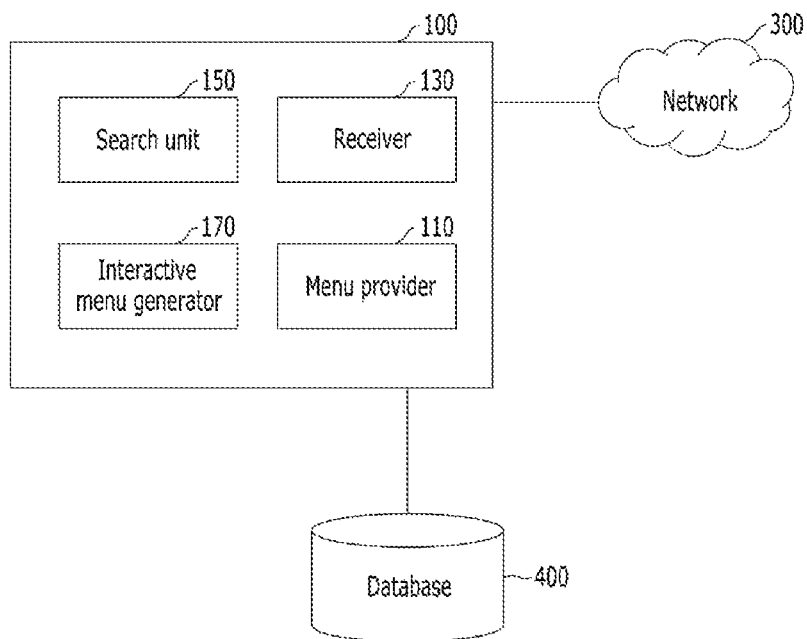 100
300
150
130
Search unit
Receiver
Network
170
110
Interactive
menu generator
Menu provider
Database
400